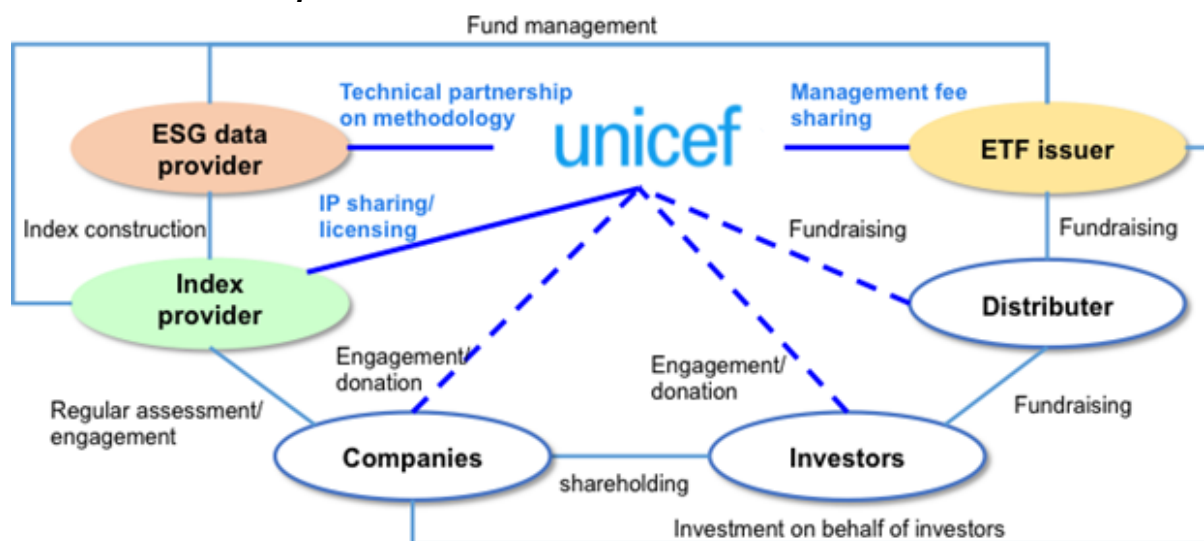 Fund management
Technical partnership
on methodology
Management fee
sharing
unicef
ESG data
provider
ETF issuer
IP sharing/
licensing
Index construction
Fundraising
Fundraising
Index
provider
Distributer
Engagement/
donation
Engagement/
donation
Regular assessment/
engagement
Fundraising
Companies
Investors
shareholding
Investment on behalf of investors